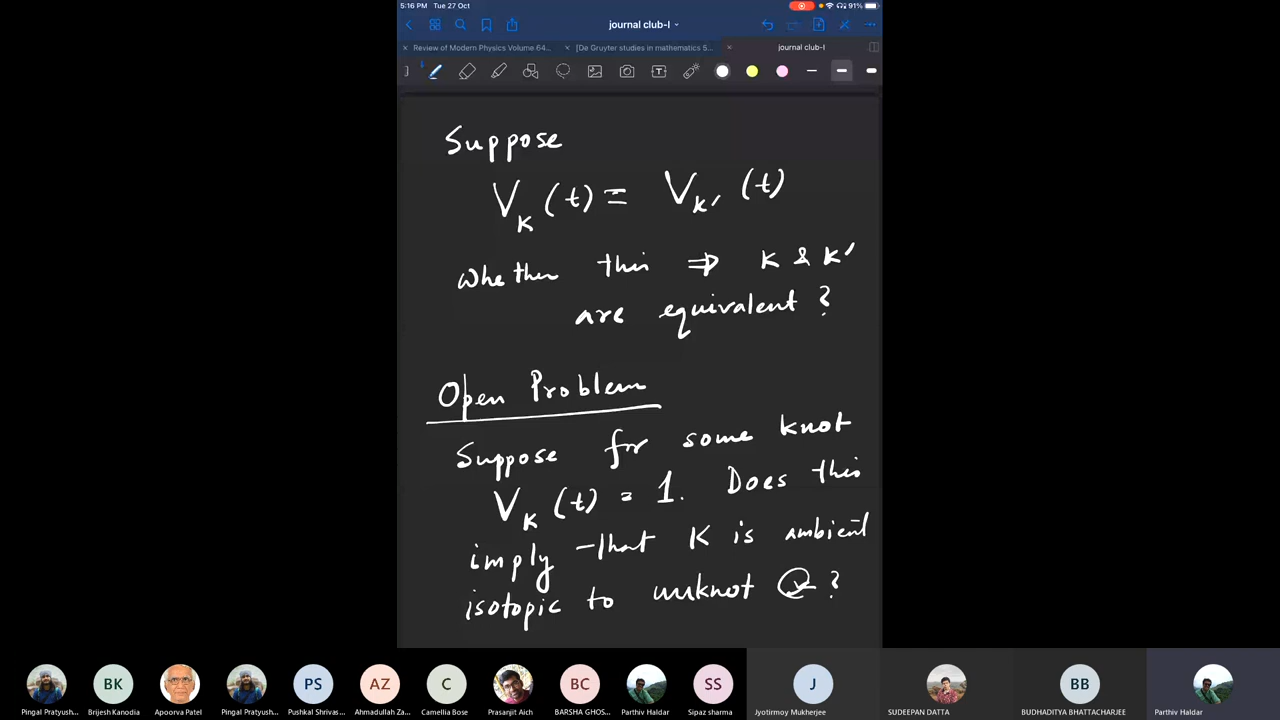 5:16 PM Tue 27 Oct
91%
journal club-I
Review of Modern Physics Volume 64...
[De Gruyter studies in mathematics 5...
journal club-I
Suppose
V_K (t) = V_K' (t)
Whether this ⇒ K & K'
are equivalent?
Open Problem
Suppose for some knot
V_K (t) = 1. Does this
imply that K is ambient
isotopic to unknot ?
BK
PS
AZ
C
BC
SS
J
BB
Pingal Pratyush...
Brijesh Kanodia
Apoorva Patel
Pingal Pratyush...
Pushkal Shrivas...
Ahmadullah Za...
Camellia Bose
Prasanjit Aich
BARSHA GHOS...
Parthiv Haldar
Sipaz sharma
Jyotirmoy Mukherjee
SUDEEPAN DATTA
BUDHADITYA BHATTACHARJEE
Parthiv Haldar